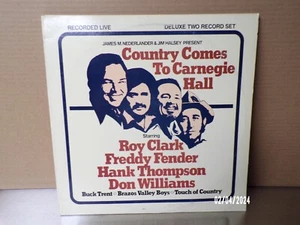 RECORDED LIVE
DELUXE TWO RECORD SET
JAMES M. NEDERLANDER & JIM HALSEY PRESENT
Country Comes
To Carnegie
Hall
Starring
Roy Clark
Freddy Fender
Hank Thompson
Don Williams
Buck Trent Brazos Valley Boys Touch of Country
02/04/2024